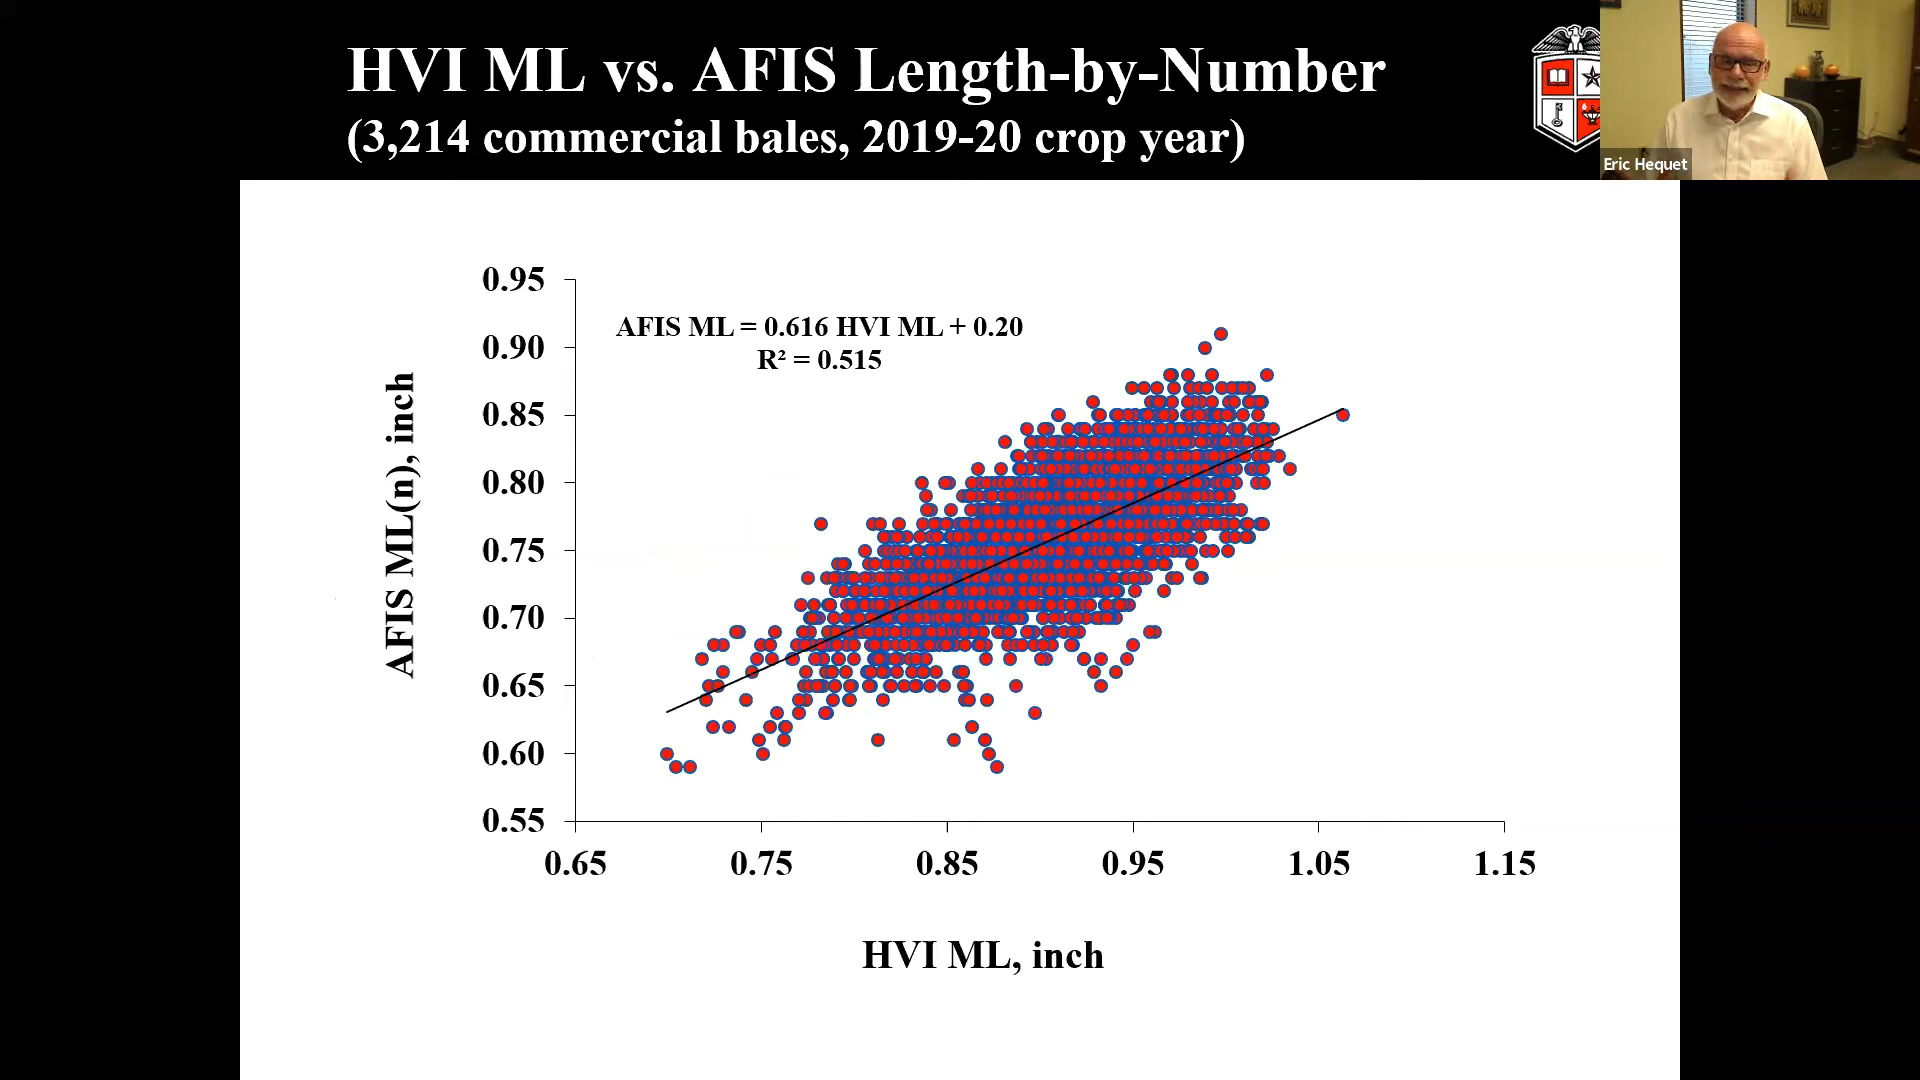 HVI ML vs. AFIS Length-by-Number
(3,214 commercial bales, 2019-20 crop year)
Eric Hequet
0.95
0.90
0.85
0.80
0.75
0.70
0.65
0.60
0.55
AFIS ML(n), inch
AFIS ML = 0.616 HVI ML + 0.20
R² = 0.515
0.65 0.75 0.85 0.95 1.05 1.15
HVI ML, inch